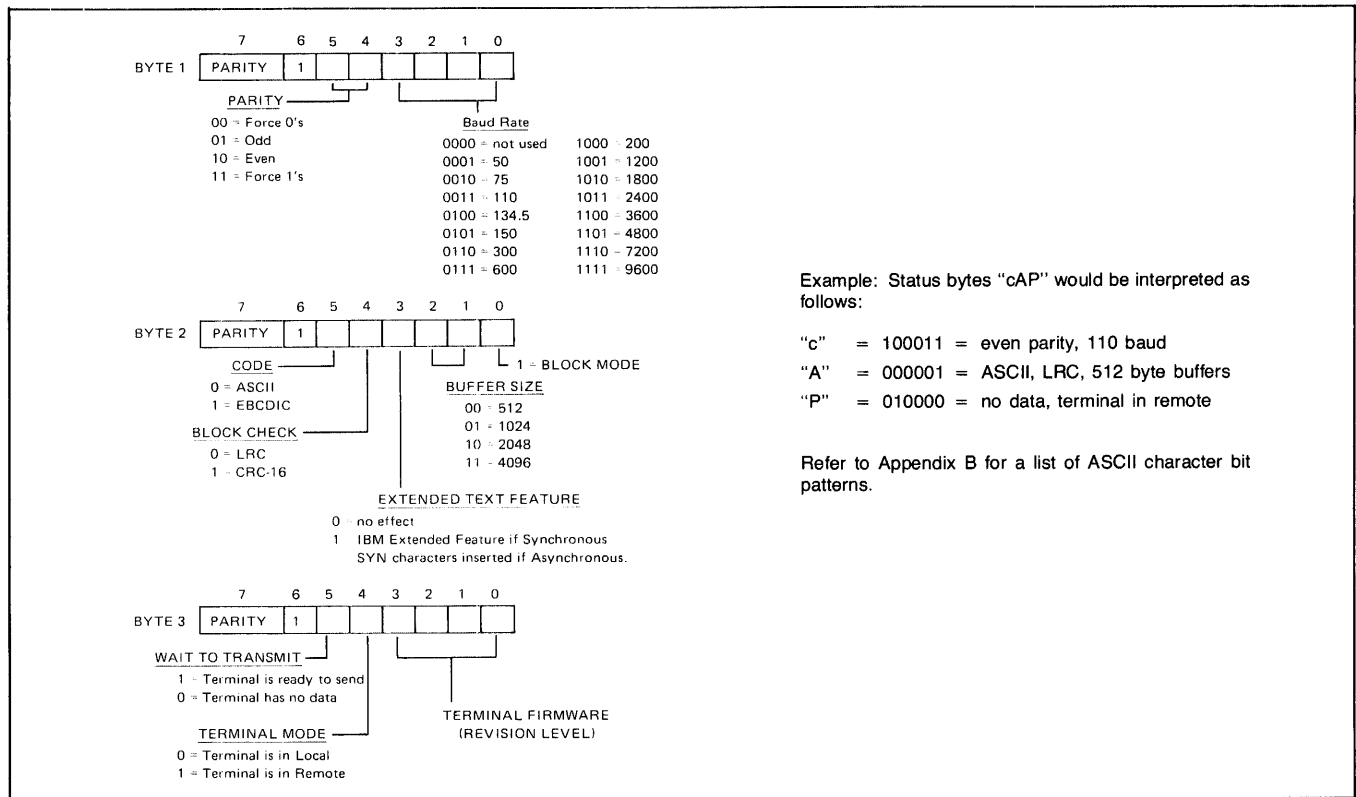 7 6 5 4 3 2 1 0
BYTE 1 PARITY 1
PARITY
00 = Force 0's
01 = Odd
10 = Even
11 = Force 1's
Baud Rate
0000 = not used 1000 = 200
0001 = 50 1001 = 1200
0010 = 75 1010 = 1800
0011 = 110 1011 = 2400
0100 = 134.5 1100 = 3600
0101 = 150 1101 = 4800
0110 = 300 1110 = 7200
0111 = 600 1111 = 9600
7 6 5 4 3 2 1 0
BYTE 2 PARITY 1
CODE
0 = ASCII
1 = EBCDIC
BLOCK CHECK
0 = LRC
1 = CRC-16
1 = BLOCK MODE
BUFFER SIZE
00 = 512
01 = 1024
10 = 2048
11 = 4096
EXTENDED TEXT FEATURE
0 = no effect
1 IBM Extended Feature if Synchronous
SYN characters inserted if Asynchronous.
7 6 5 4 3 2 1 0
BYTE 3 PARITY 1
WAIT TO TRANSMIT
1 = Terminal is ready to send
0 = Terminal has no data
TERMINAL MODE
0 = Terminal is in Local
1 = Terminal is in Remote
TERMINAL FIRMWARE
(REVISION LEVEL)
Example: Status bytes "cAP" would be interpreted as
follows:
"c" = 100011 = even parity, 110 baud
"A" = 000001 = ASCII, LRC, 512 byte buffers
"P" = 010000 = no data, terminal in remote
Refer to Appendix B for a list of ASCII character bit
patterns.